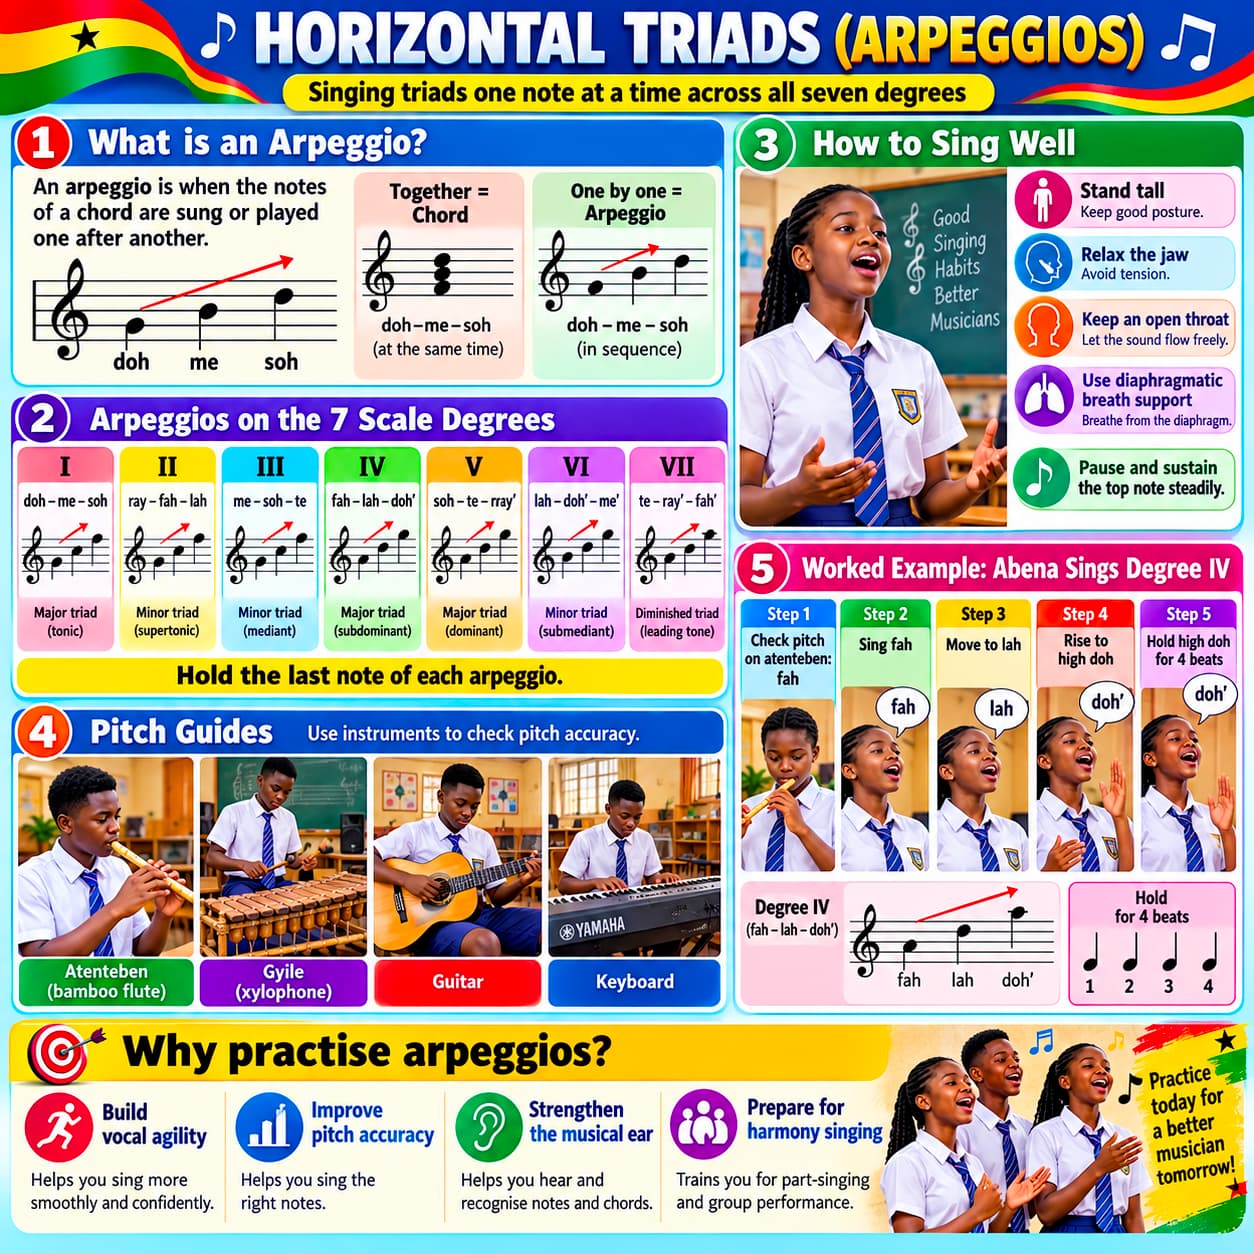 HORIZONTAL TRIADS (ARPEGGIOS)
Singing triads one note at a time across all seven degrees
1 What is an Arpeggio?
An arpeggio is when the notes
of a chord are sung or played
one after another.
doh me soh
Together =
Chord
doh – me – soh
(at the same time)
One by one =
Arpeggio
doh – me – soh
(in sequence)
2 Arpeggios on the 7 Scale Degrees
I
doh – me – soh
Major triad
(tonic)
II
ray – fah – lah
Minor triad
(supertonic)
III
me – soh – te
Minor triad
(mediant)
IV
fah – lah – doh'
Major triad
(subdominant)
V
soh – te – rray'
Major triad
(dominant)
VI
lah – doh' – me'
Minor triad
(submediant)
VII
te – ray' – fah'
Diminished triad
(leading tone)
Hold the last note of each arpeggio.
3 How to Sing Well
Good
Singing
Habits
Better
Musicians
Stand tall
Keep good posture.
Relax the jaw
Avoid tension.
Keep an open throat
Let the sound flow freely.
Use diaphragmatic
breath support
Breathe from the diaphragm.
Pause and sustain
the top note steadily.
4 Pitch Guides
Use instruments to check pitch accuracy.
Atenteben
(bamboo flute)
Gyile
(xylophone)
Guitar
YAMAHA
Keyboard
5 Worked Example: Abena Sings Degree IV
Step 1
Check pitch
on atenteben:
fah
Step 2
Sing fah
fah
Step 3
Move to lah
lah
Step 4
Rise to
high doh
doh'
Step 5
Hold high doh
for 4 beats
doh'
Degree IV
(fah – lah – doh')
fah lah doh'
Hold
for 4 beats
1 2 3 4
Why practise arpeggios?
Build
vocal agility
Helps you sing more
smoothly and confidently.
Improve
pitch accuracy
Helps you sing the
right notes.
Strengthen
the musical ear
Helps you hear and
recognise notes and chords.
Prepare for
harmony singing
Trains you for part-singing
and group performance.
Practice
today for
a better
musician
tomorrow!